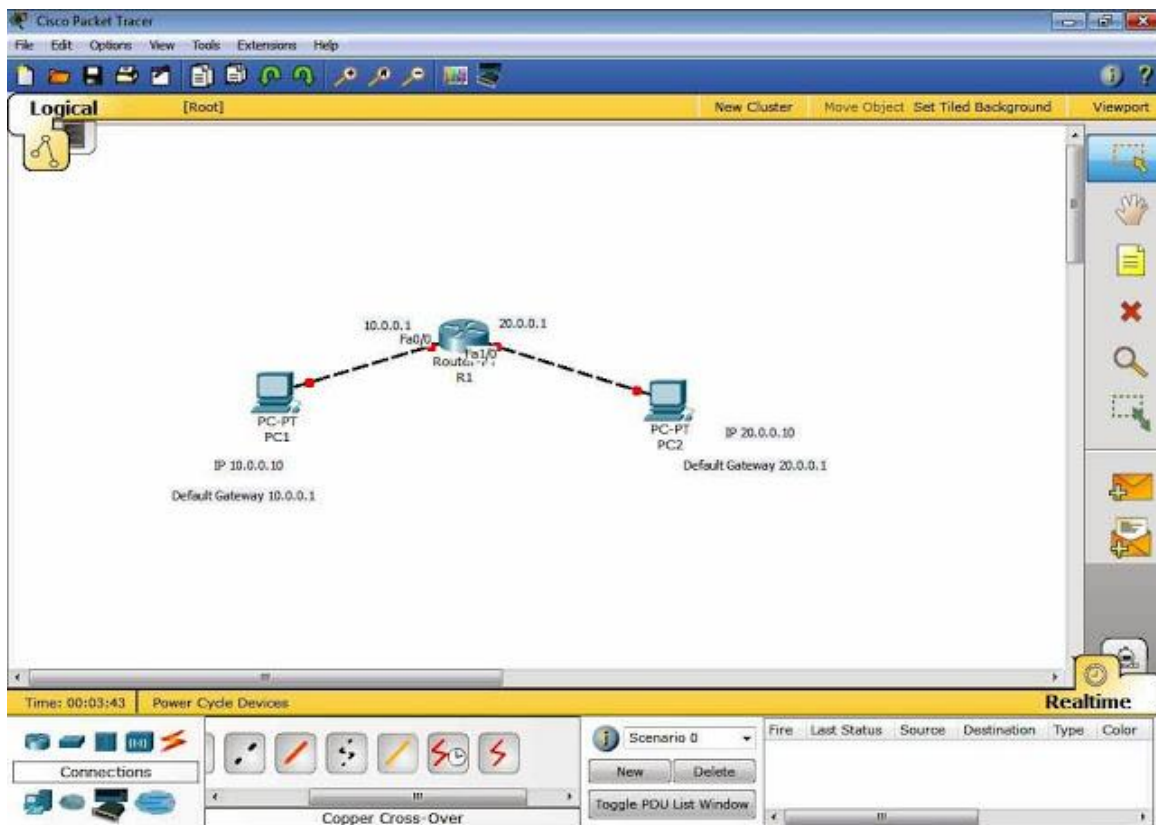 Cisco Packet Tracer
File Edit Options View Tools Extensions Help
Logical [Root] New Cluster Move Object Set Tiled Background Viewport
10.0.0.1 20.0.0.1
Fa0/0
Fa1/0
R1
PC-PT
PC1
PC-PT
PC2
IP 20.0.0.10
Default Gateway 20.0.0.1
IP 10.0.0.10
Default Gateway 10.0.0.1
Time: 00:03:43 Power Cycle Devices Realtime
Connections
Copper Cross-Over
Scenario 0
New Delete
Toggle PDU List Window
Fire Last Status Source Destination Type Color